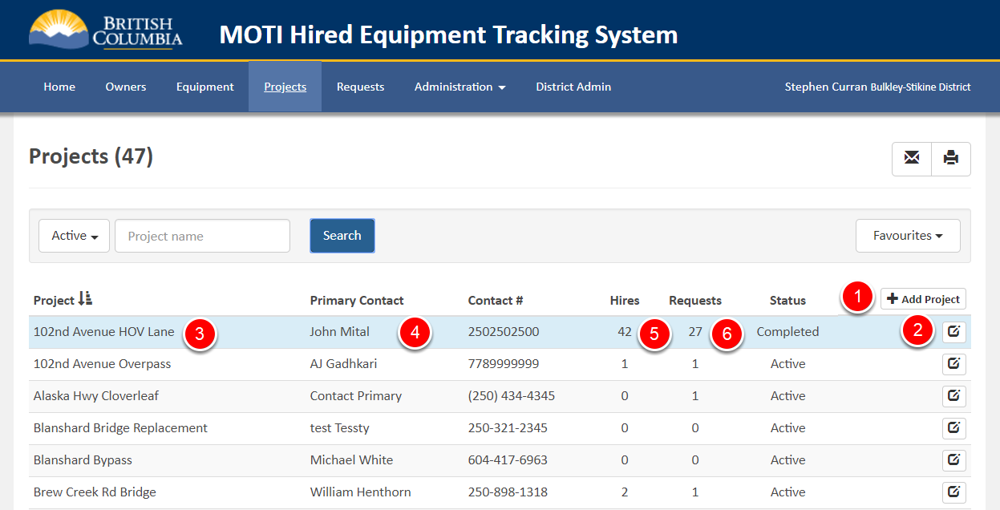 BRITISH
COLUMBIA
MOTI Hired Equipment Tracking System
Home Owners Equipment Projects Requests Administration District Admin Stephen Curran Bulkley-Stikine District
Projects (47)
Active Project name Search Favourites
Project Primary Contact Contact # Hires Requests Status 1 Add Project
102nd Avenue HOV Lane 3 John Mital 4 2502502500 42 5 27 6 Completed 2
102nd Avenue Overpass AJ Gadhkari 7789999999 1 1 Active
Alaska Hwy Cloverleaf Contact Primary (250) 434-4345 0 1 Active
Blanshard Bridge Replacement test Tessty 250-321-2345 0 0 Active
Blanshard Bypass Michael White 604-417-6963 0 0 Active
Brew Creek Rd Bridge William Henthorn 250-898-1318 2 1 Active